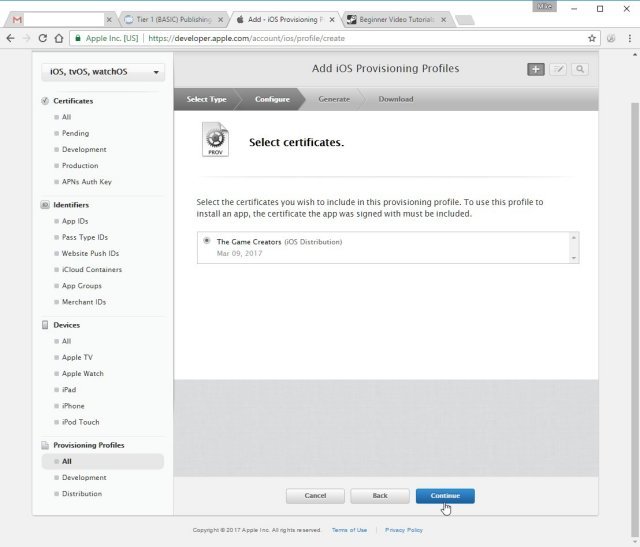 Mike
Tier 1 (BASIC) Publishing
Add - iOS Provisioning P
Beginner Video Tutorials
Apple Inc. [US]
https://developer.apple.com/account/ios/profile/create
iOS, tvOS, watchOS
Add iOS Provisioning Profiles
Select Type
Configure
Generate
Download
Certificates
All
Pending
Development
Production
APNs Auth Key
Identifiers
App IDs
Pass Type IDs
Website Push IDs
iCloud Containers
App Groups
Merchant IDs
Devices
All
Apple TV
Apple Watch
iPad
iPhone
iPod Touch
Provisioning Profiles
All
Development
Distribution
PROV
Select certificates.
Select the certificates you wish to include in this provisioning profile. To use this profile to
install an app, the certificate the app was signed with must be included.
The Game Creators (iOS Distribution)
Mar 09, 2017
Cancel
Back
Continue
Copyright © 2017 Apple Inc. All rights reserved.
Terms of Use
Privacy Policy